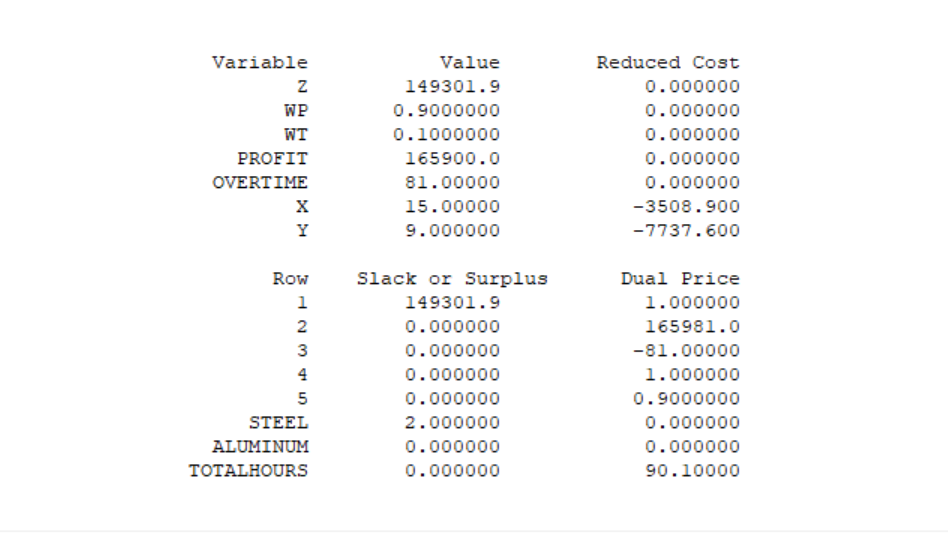 Variable Value Reduced Cost
Z 149301.9 0.000000
WP 0.9000000 0.000000
WT 0.1000000 0.000000
PROFIT 165900.0 0.000000
OVERTIME 81.00000 0.000000
X 15.00000 -3508.900
Y 9.000000 -7737.600
Row Slack or Surplus Dual Price
1 149301.9 1.000000
2 0.000000 165981.0
3 0.000000 -81.00000
4 0.000000 1.000000
5 0.000000 0.9000000
STEEL 2.000000 0.000000
ALUMINUM 0.000000 0.000000
TOTALHOURS 0.000000 90.10000